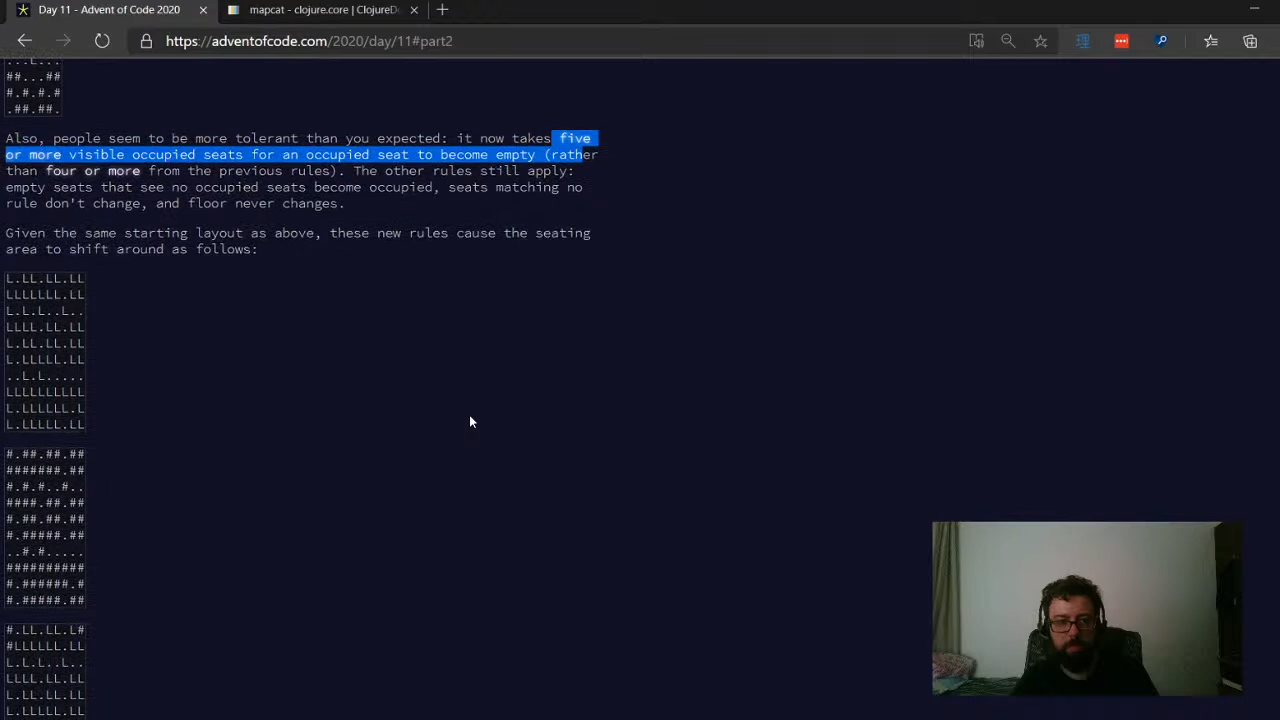 Day 11 - Advent of Code 2020
mapcat - clojure.core | ClojureDo
https://adventofcode.com/2020/day/11#part2
...L...
##...##
#.#.#.#
.##.##.
Also, people seem to be more tolerant than you expected: it now takes five
or more visible occupied seats for an occupied seat to become empty (rather
than four or more from the previous rules). The other rules still apply:
empty seats that see no occupied seats become occupied, seats matching no
rule don't change, and floor never changes.
Given the same starting layout as above, these new rules cause the seating
area to shift around as follows:
L.LL.LL.LL
LLLLLLL.LL
L.L.L..L..
LLLL.LL.LL
L.LL.LL.LL
L.LLLLL.LL
..L.L.....
LLLLLLLLLL
L.LLLLLL.L
L.LLLLL.LL
#.##.##.##
#######.##
#.#.#..#..
####.##.##
#.##.##.##
#.#####.##
..#.#.....
##########
#.######.#
#.#####.##
#.LL.LL.L#
#LLLLLL.LL
L.L.L..L..
LLLL.LL.LL
L.LL.LL.LL
L.LLLLL.LL